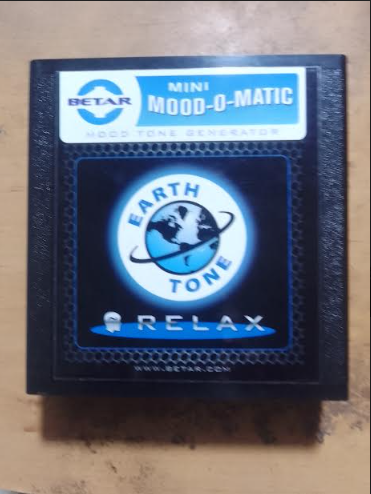 BETAR
MINI
MOOD-O-MATIC
MOOD TONE GENERATOR
EARTH
TONE
RELAX
WWW.BETAR.COM